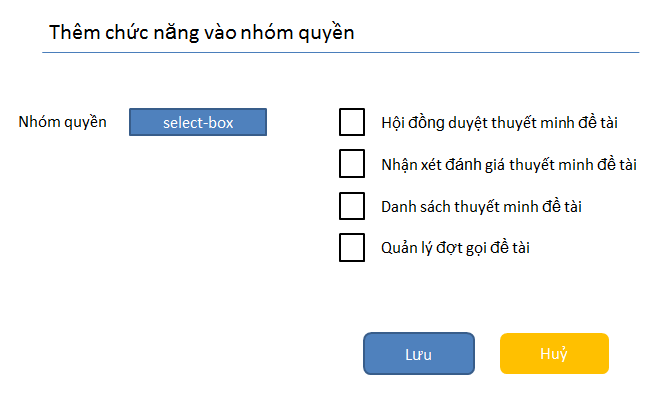 Thêm chức năng vào nhóm quyền
Nhóm quyền
select-box
Hội đồng duyệt thuyết minh đề tài
Nhận xét đánh giá thuyết minh đề tài
Danh sách thuyết minh đề tài
Quản lý đợt gọi đề tài
Lưu
Huỷ